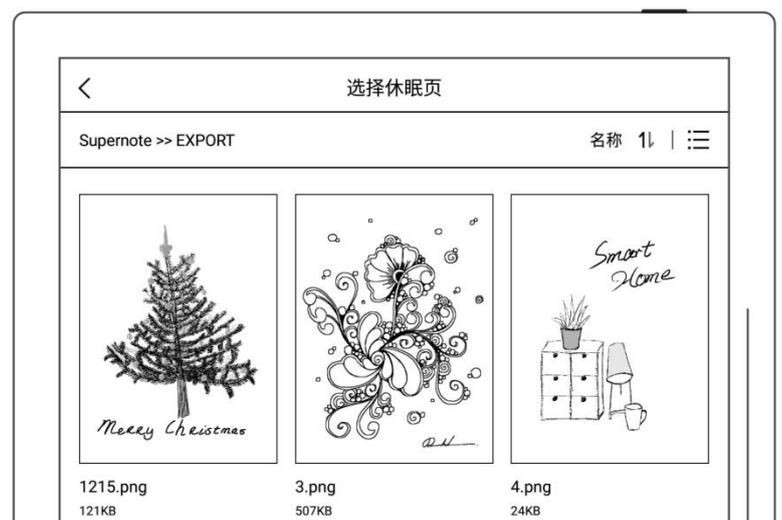 选择休眠页
Supernote >> EXPORT
名称
Smart
Home
Merry Christmas
1215.png
3.png
4.png
121KB
507KB
24KB